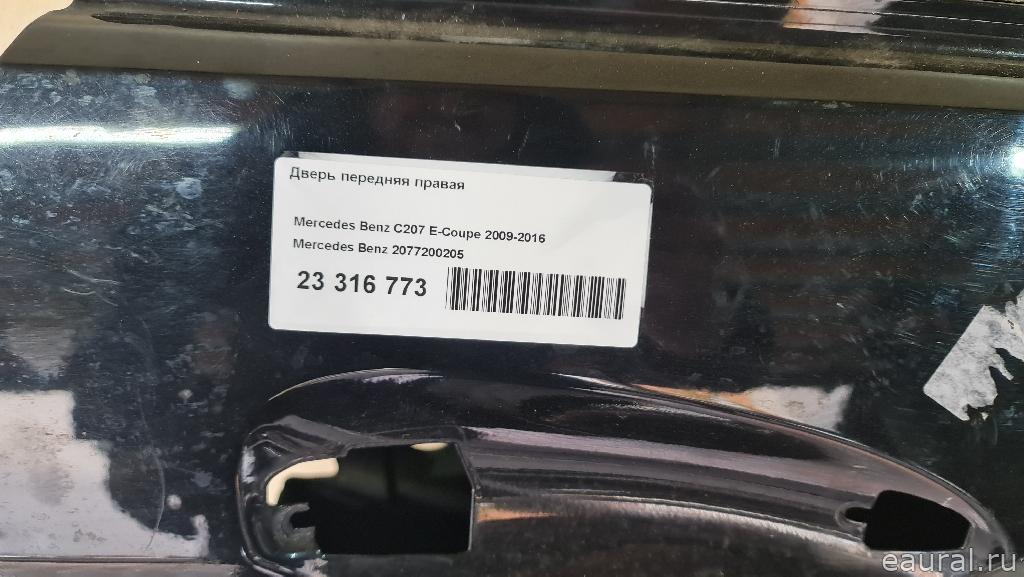 Дверь передняя правая
Mercedes Benz C207 E-Coupe 2009-2016
Mercedes Benz 2077200205
23 316 773
eaural.ru